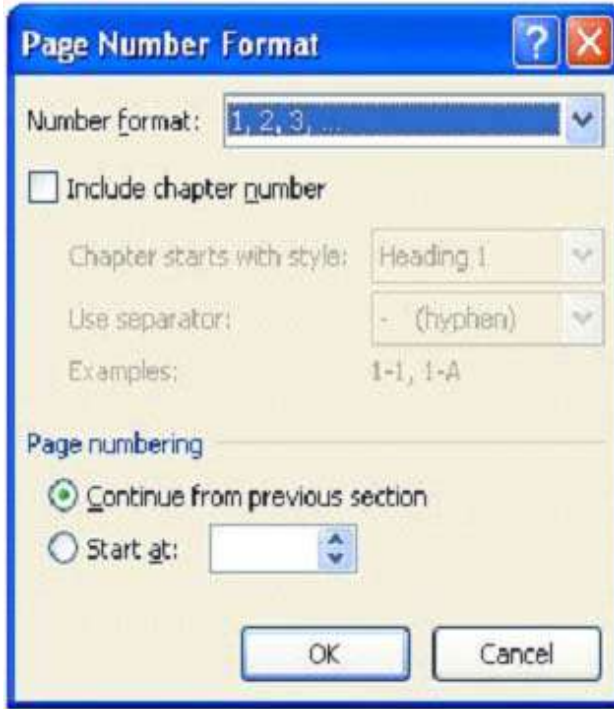 Page Number Format
Number format: 1, 2, 3, ...
Include chapter number
Chapter starts with style: Heading 1
Use separator: - (hyphen)
Examples: 1-1, 1-A
Page numbering
Continue from previous section
Start at:
OK Cancel